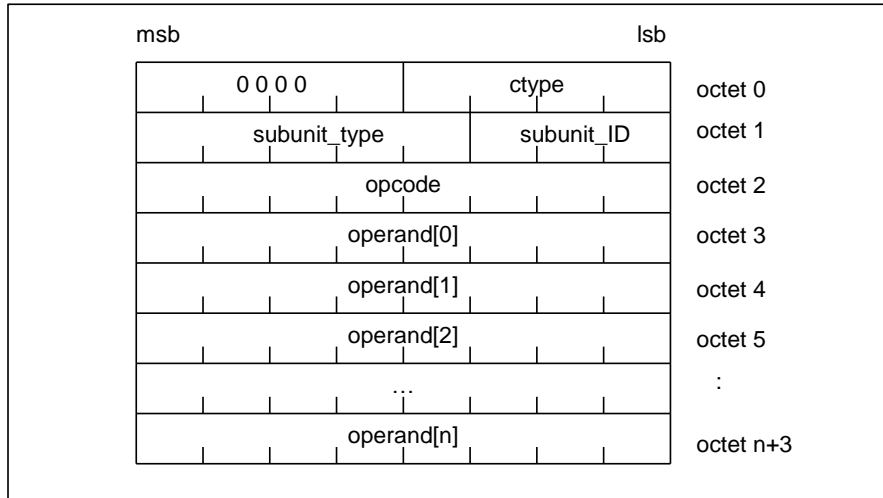 msb lsb
0 0 0 0 ctype octet 0
subunit_type subunit_ID octet 1
opcode octet 2
operand[0] octet 3
operand[1] octet 4
operand[2] octet 5
... :
operand[n] octet n+3